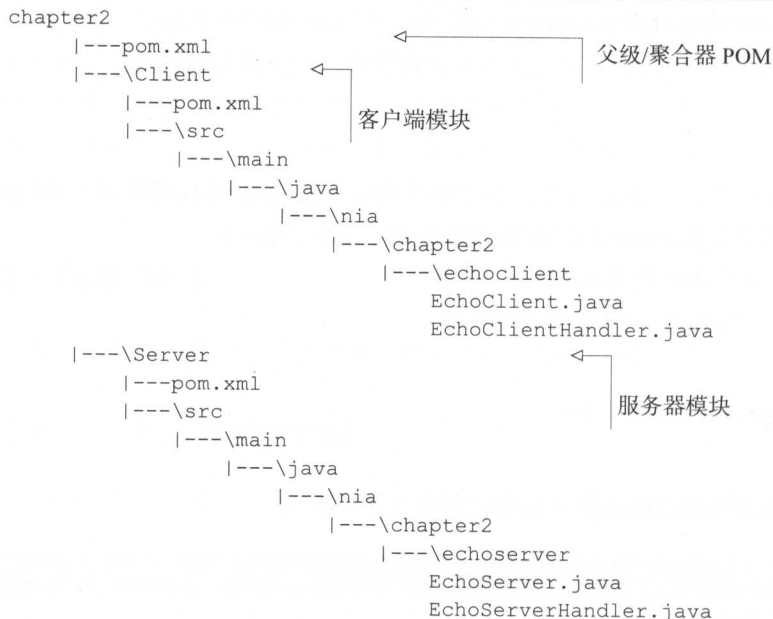 chapter2
|---pom.xml
父级/聚合器 POM
|---\Client
|---pom.xml
客户端模块
|---\src
|---\main
|---\java
|---\nia
|---\chapter2
|---\echoclient
EchoClient.java
EchoClientHandler.java
|---\Server
|---pom.xml
服务器模块
|---\src
|---\main
|---\java
|---\nia
|---\chapter2
|---\echoserver
EchoServer.java
EchoServerHandler.java